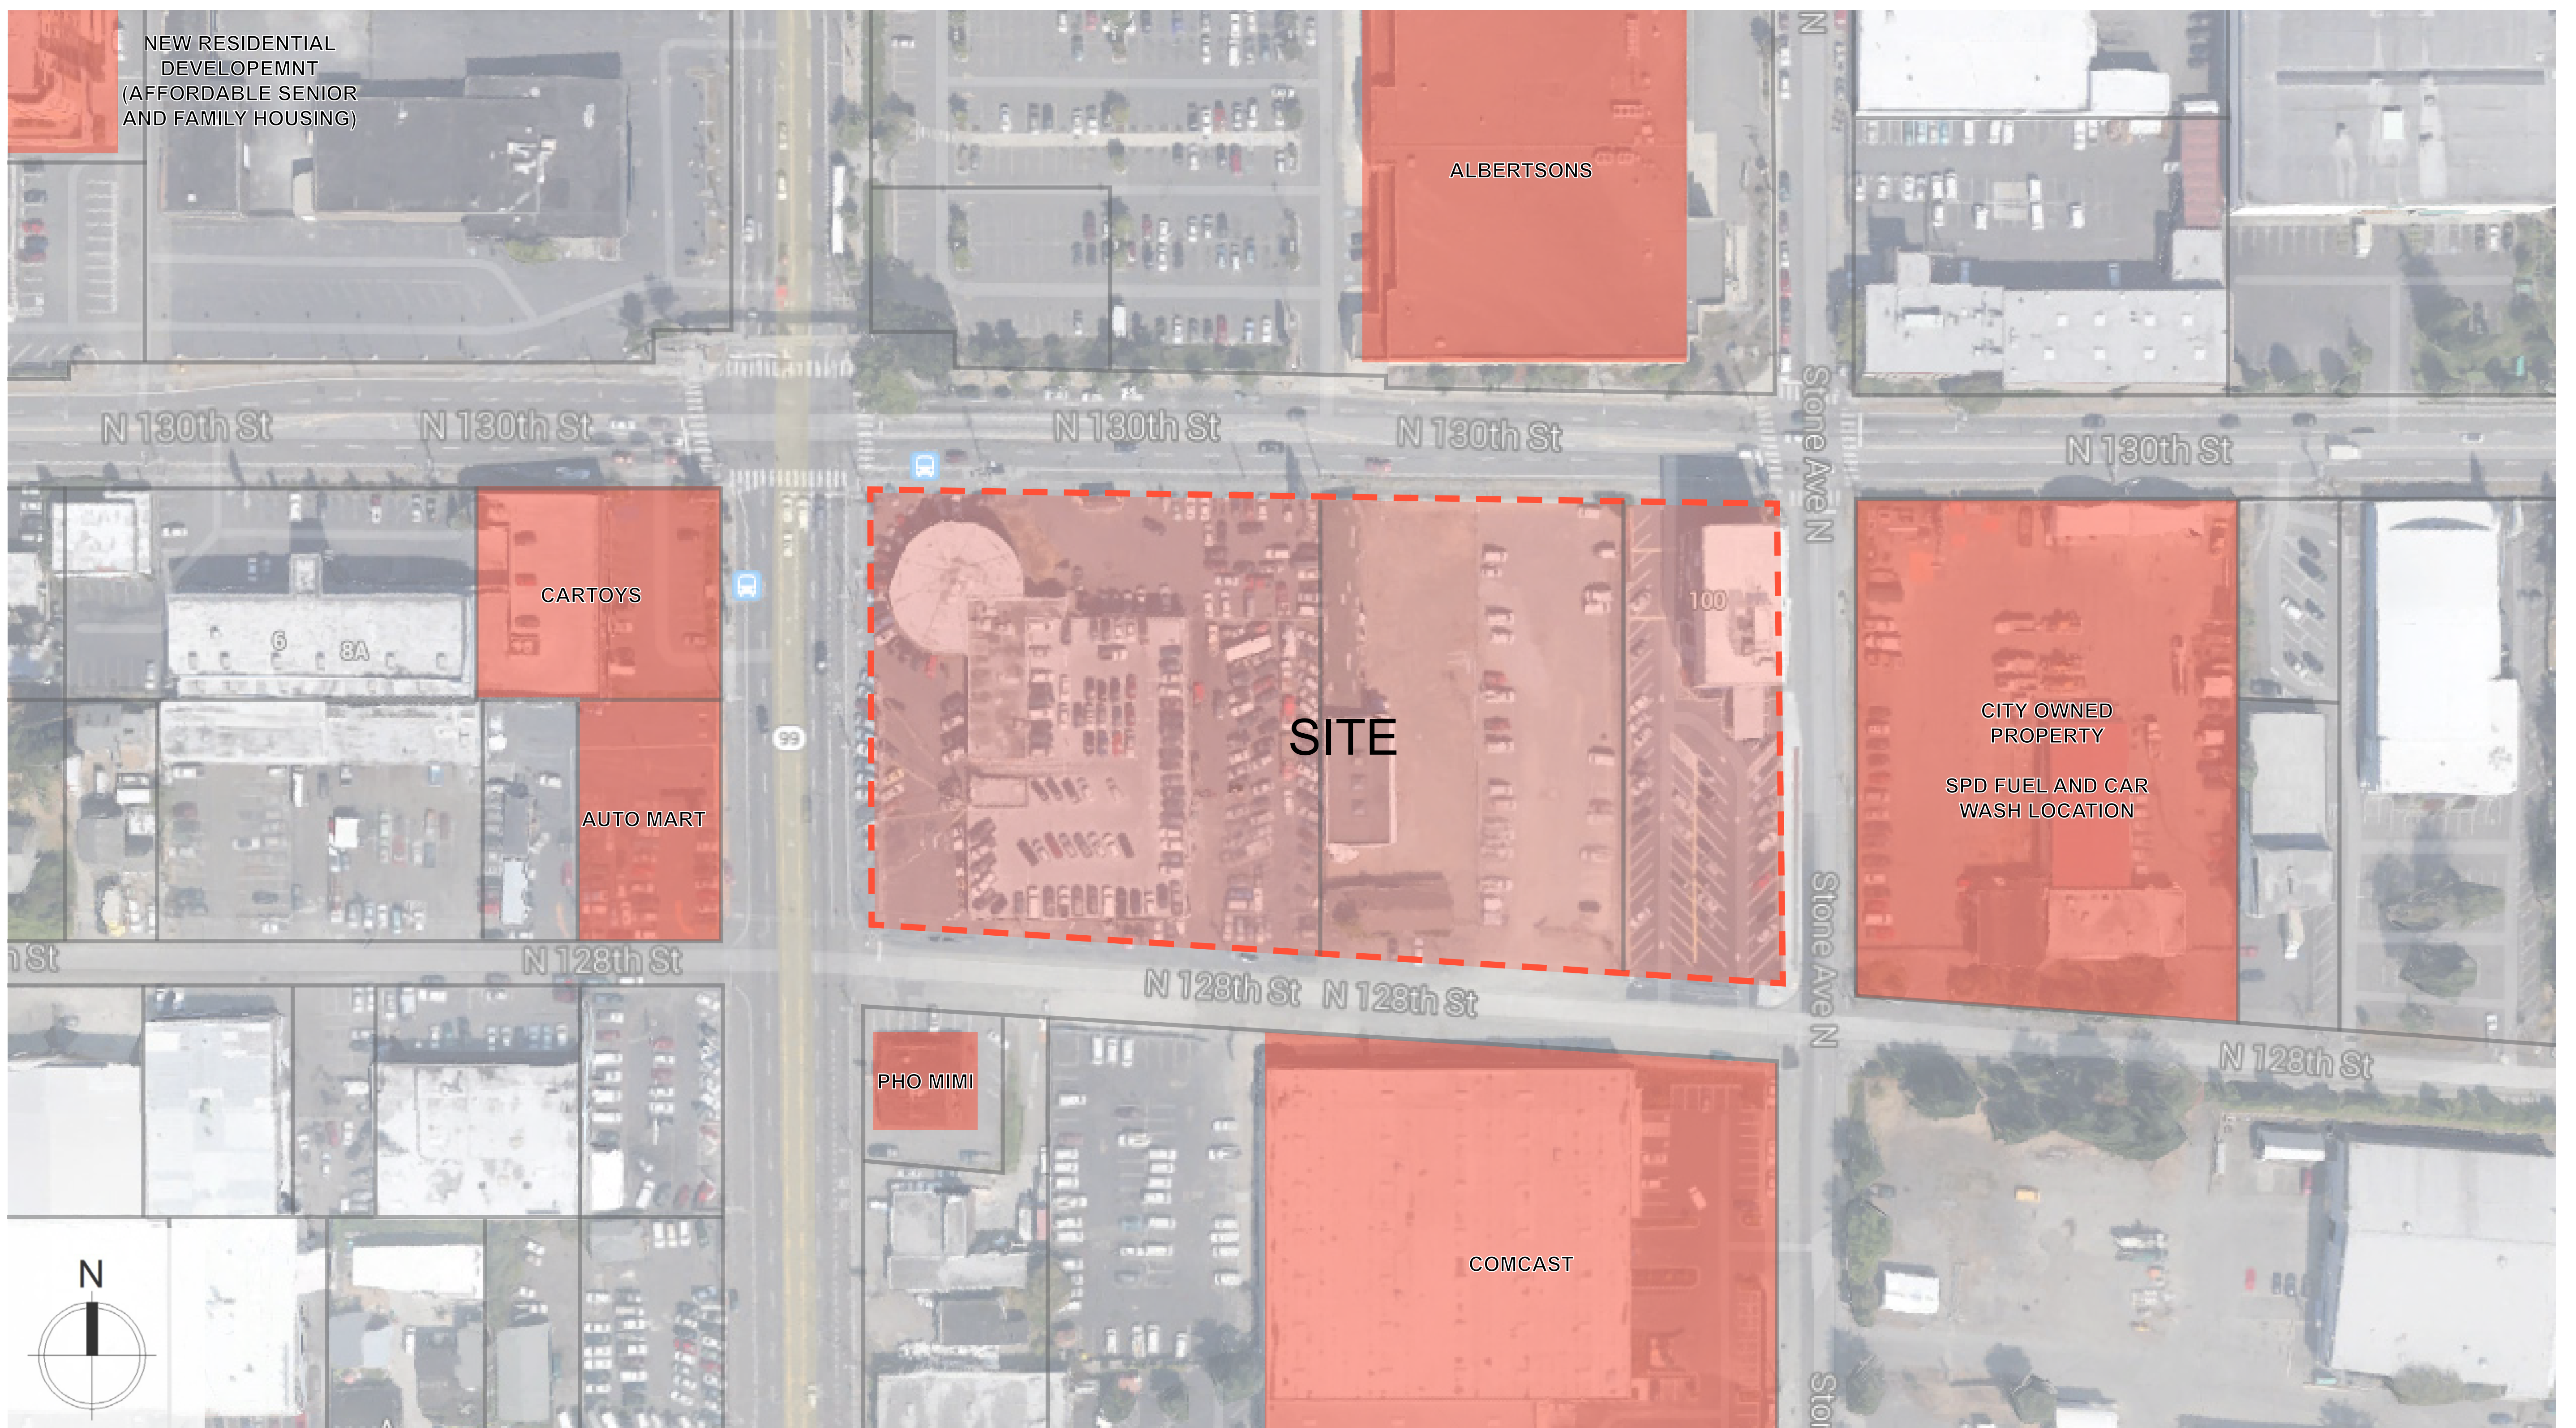 NEW RESIDENTIAL
DEVELOPEMNT
(AFFORDABLE SENIOR
AND FAMILY HOUSING)
N
ALBERTSONS
N 130th St
N 130th St
N 130th St
N 130th St
N 130th St
Stone Ave N
CARTOYS
100
6
8A
SITE
99
CITY OWNED
PROPERTY
SPD FUEL AND CAR
WASH LOCATION
AUTO MART
Stone Ave N
h St
N 128th St
N 128th St
N 128th St
N 128th St
PHO MIMI
COMCAST
N
Sto